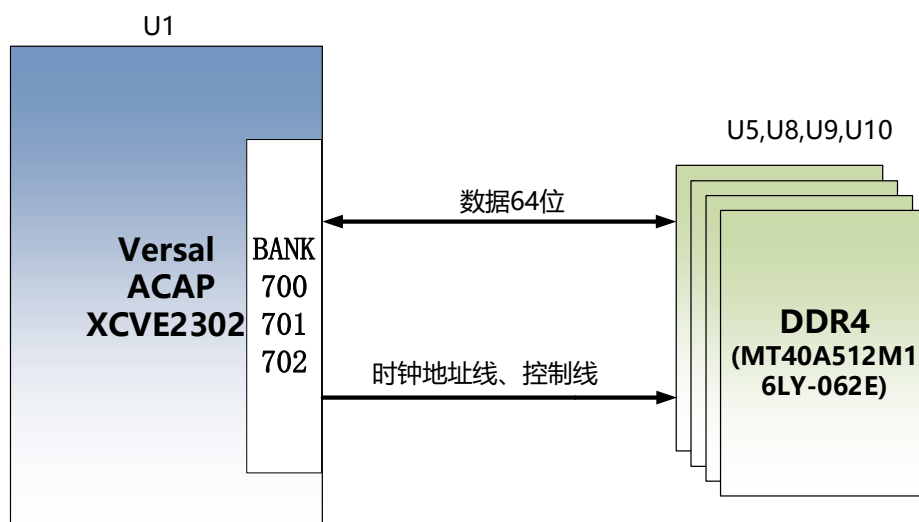 U1
U5,U8,U9,U10
数据64位
Versal
ACAP
XCVE2302
BANK
700
701
702
时钟地址线、控制线
DDR4
(MT40A512M1
6LY-062E)